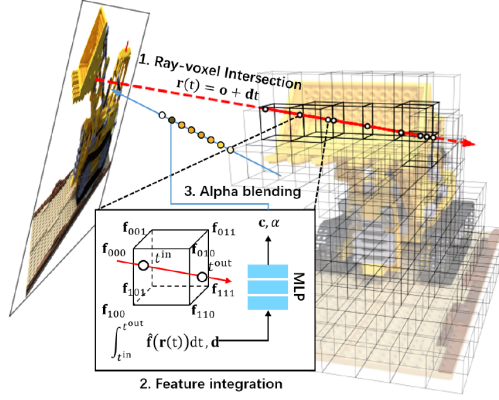 1. Ray-voxel Intersection
r(t) = o + dt
3. Alpha blending
f₀₀₁
f₀₁₁
c, α
f₀₀₀
tⁱⁿ
f₀₁₀
tᵒᵘᵗ
f₁₀₁
f₁₁₁
MLP
f₁₀₀
f₁₁₀
∫_{tⁱⁿ}^{tᵒᵘᵗ} f̂(r(t))dt, d
2. Feature integration